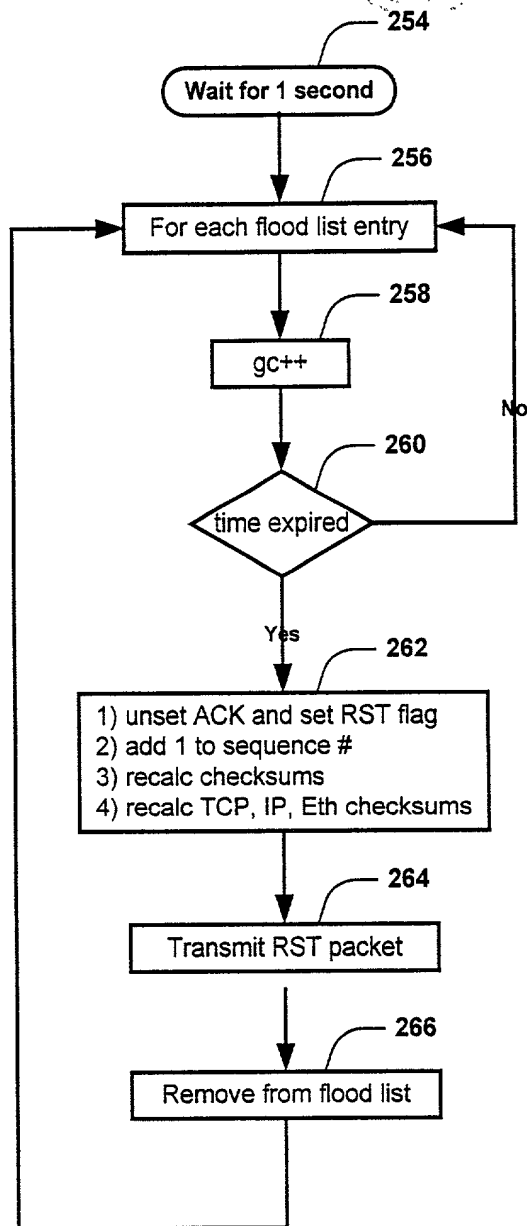 254
Wait for 1 second
256
For each flood list entry
258
gc++
No
260
time expired
Yes
262
1) unset ACK and set RST flag
2) add 1 to sequence #
3) recalc checksums
4) recalc TCP, IP, Eth checksums
264
Transmit RST packet
266
Remove from flood list